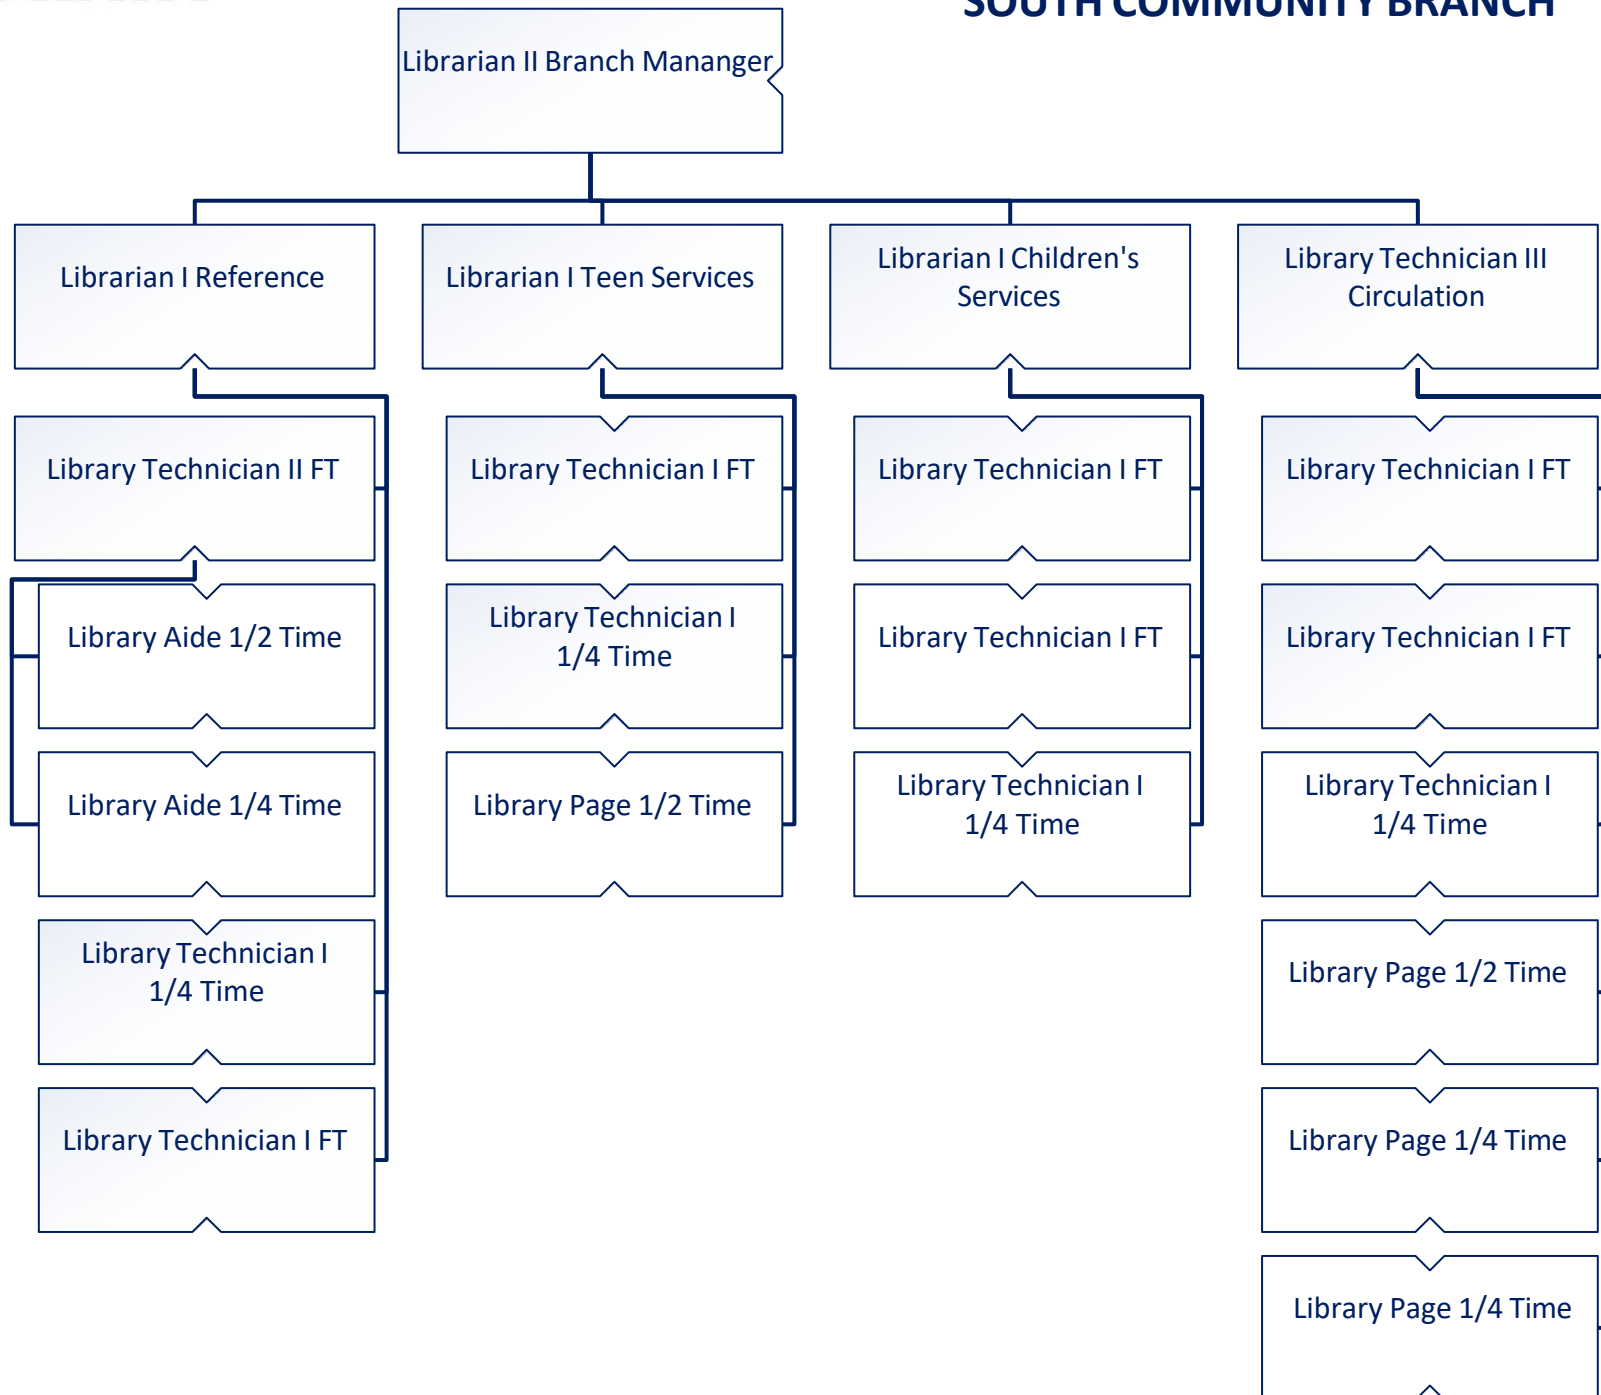 SOUTH COMMUNITY BRANCH
Librarian II Branch Mananger
Librarian I Reference
Librarian I Teen Services
Librarian I Children's
Services
Library Technician III
Circulation
Library Technician II FT
Library Technician I FT
Library Technician I FT
Library Technician I FT
Library Aide 1/2 Time
Library Technician I
1/4 Time
Library Technician I FT
Library Technician I FT
Library Aide 1/4 Time
Library Page 1/2 Time
Library Technician I
1/4 Time
Library Technician I
1/4 Time
Library Technician I
1/4 Time
Library Page 1/2 Time
Library Technician I FT
Library Page 1/4 Time
Library Page 1/4 Time